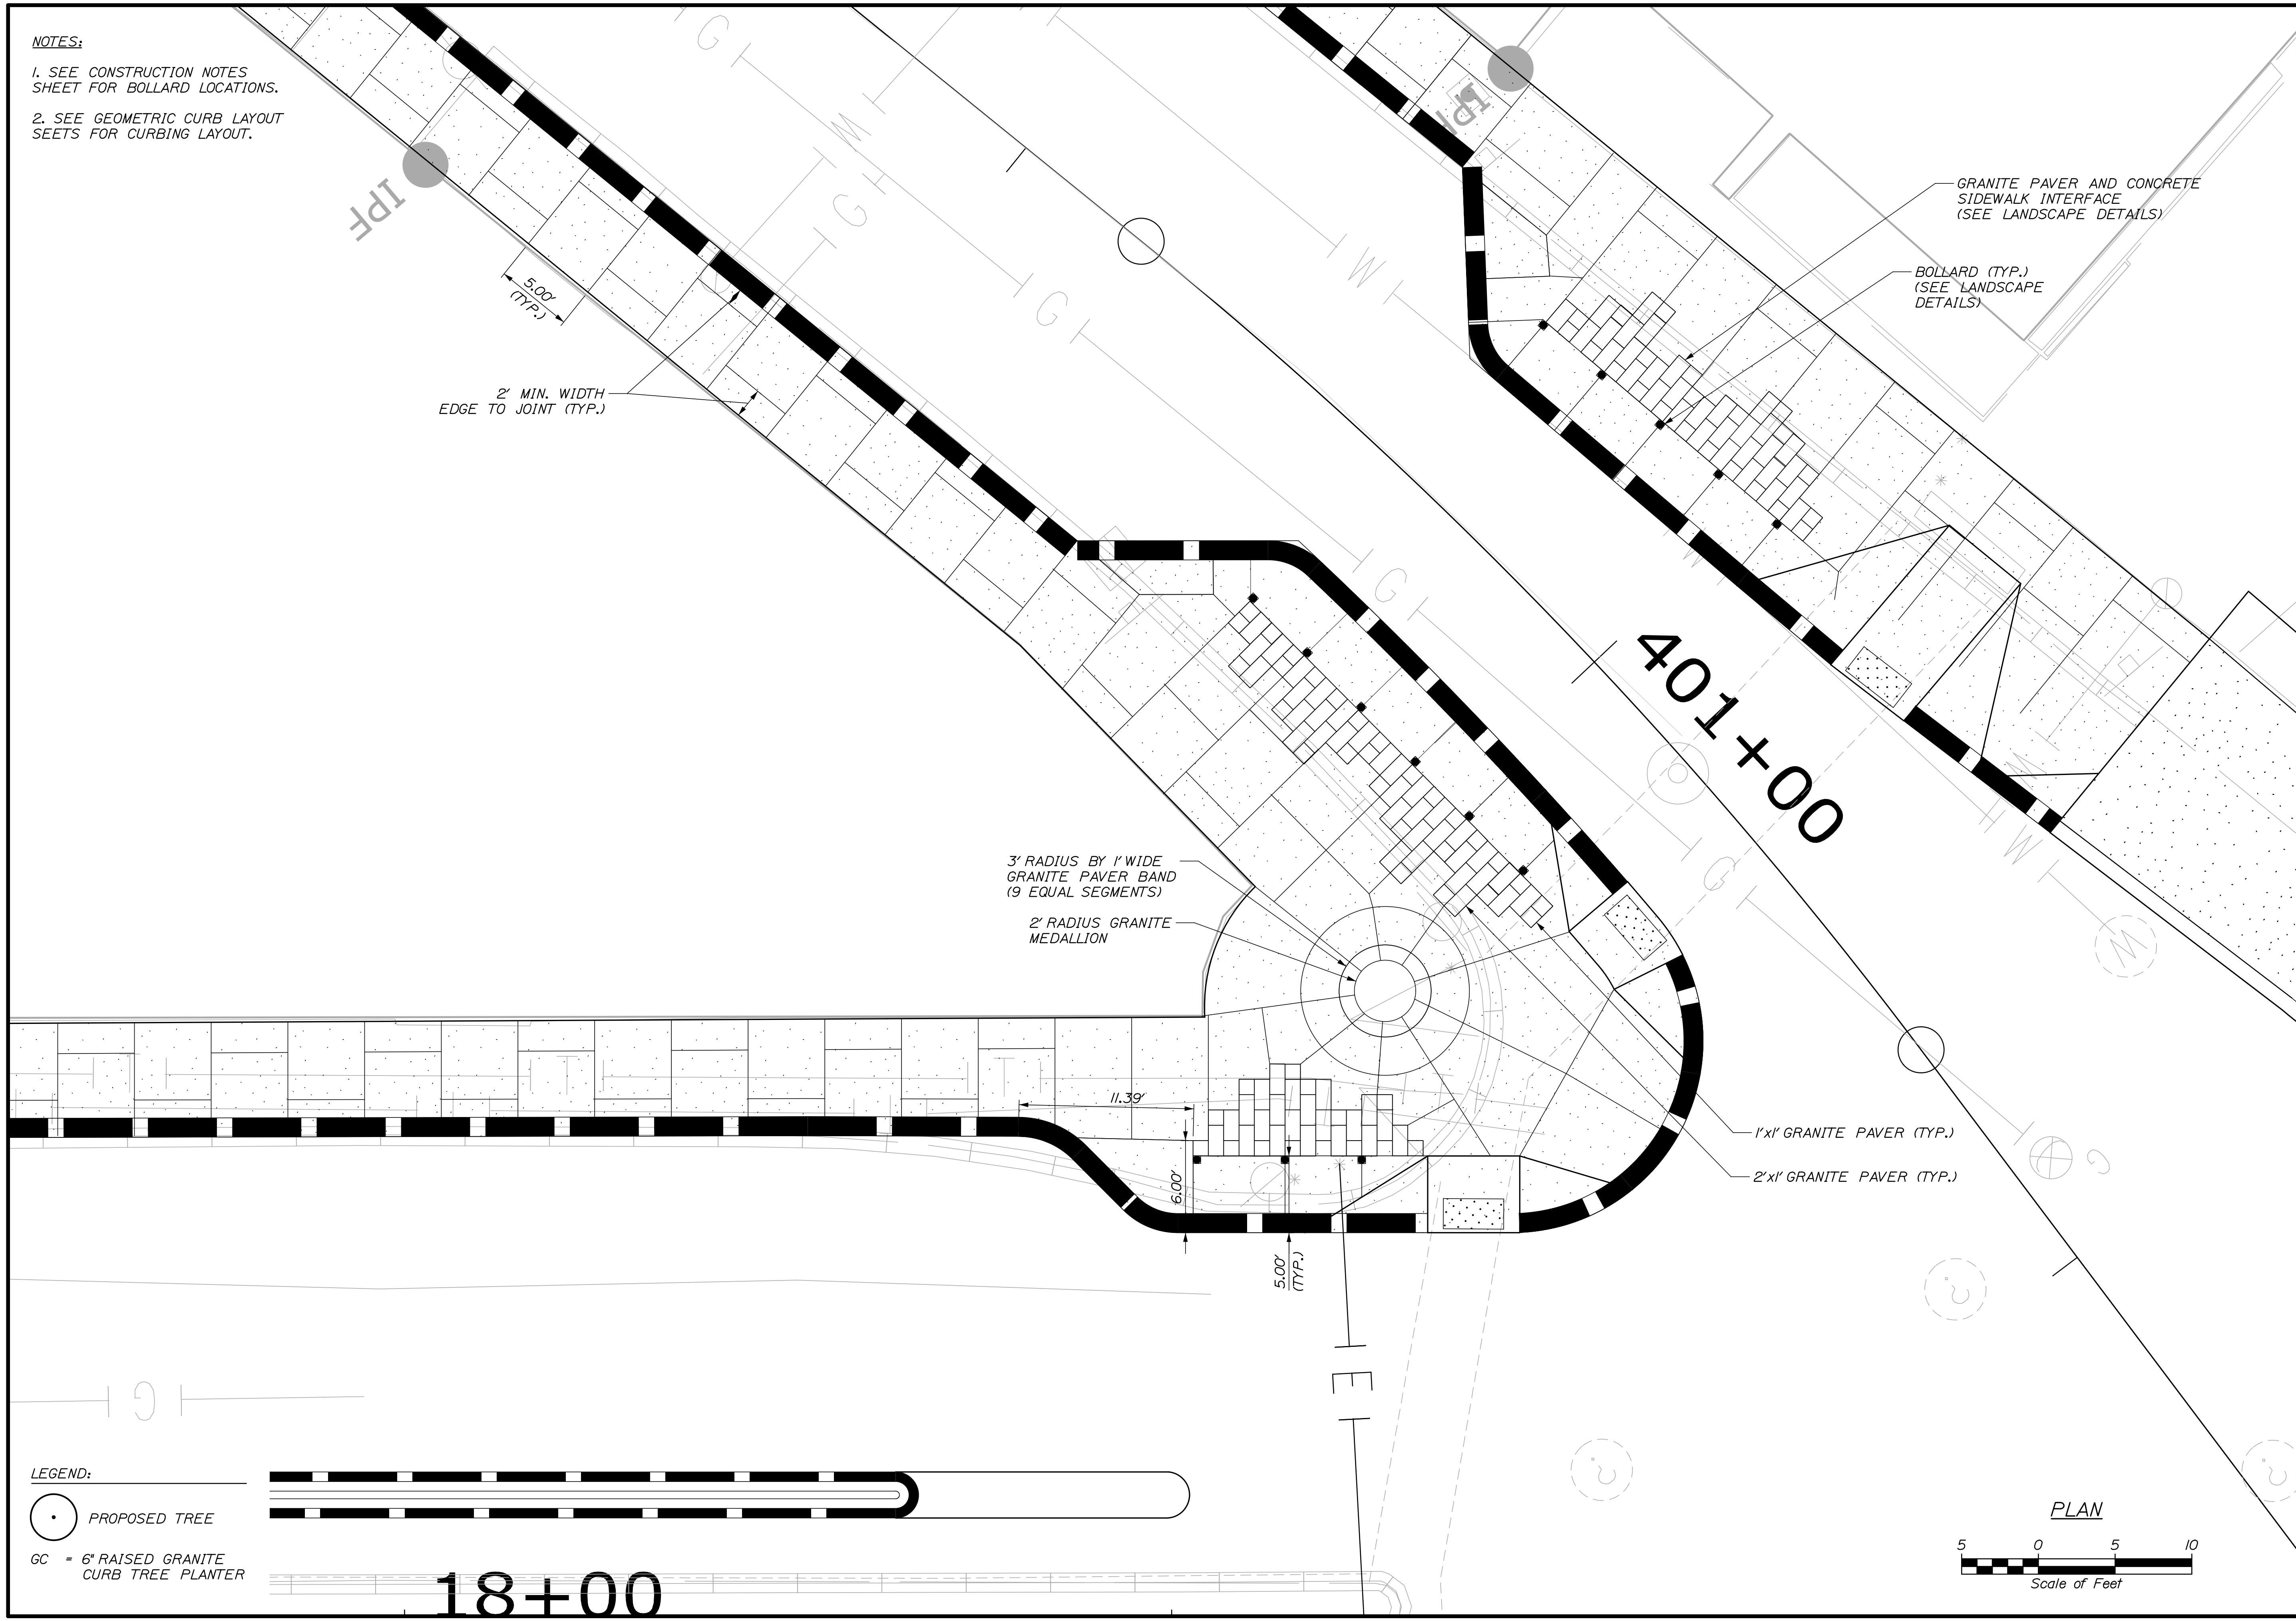 NOTES:
1. SEE CONSTRUCTION NOTES
SHEET FOR BOLLARD LOCATIONS.
2. SEE GEOMETRIC CURB LAYOUT
SEETS FOR CURBING LAYOUT.
IPF
IPF
G
W
G
G
W
G
G
W
W
G
W
G
C
C
C
G
E
5.00'
(TYP.)
2' MIN. WIDTH
EDGE TO JOINT (TYP.)
GRANITE PAVER AND CONCRETE
SIDEWALK INTERFACE
(SEE LANDSCAPE DETAILS)
BOLLARD (TYP.)
(SEE LANDSCAPE
DETAILS)
401+00
3' RADIUS BY 1' WIDE
GRANITE PAVER BAND
(9 EQUAL SEGMENTS)
2' RADIUS GRANITE
MEDALLION
11.39'
6.00'
5.00'
(TYP.)
1'x1' GRANITE PAVER (TYP.)
2'x1' GRANITE PAVER (TYP.)
LEGEND:
PROPOSED TREE
GC = 6" RAISED GRANITE
CURB TREE PLANTER
18+00
PLAN
5 0 5 10
Scale of Feet